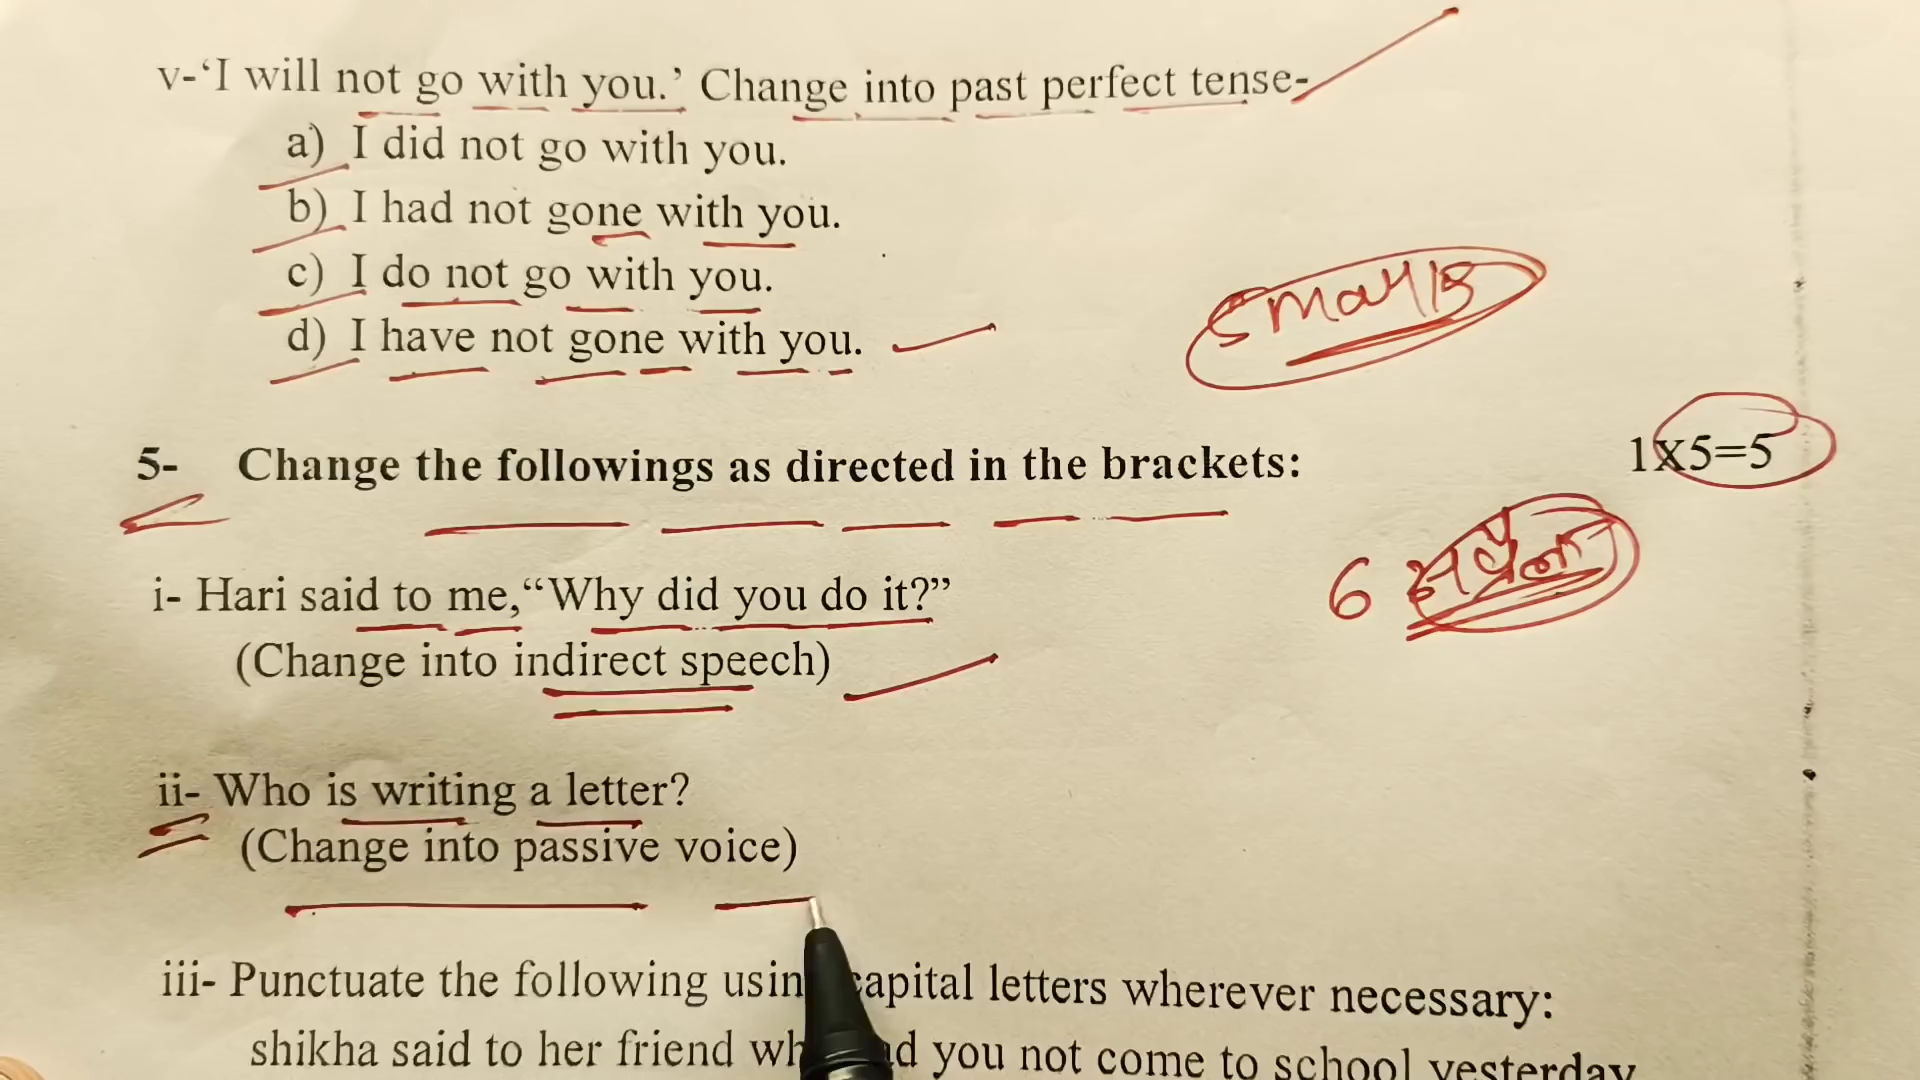 v-‘I will not go with you.’ Change into past perfect tense-
a) I did not go with you.
b) I had not gone with you.
c) I do not go with you.
d) I have not gone with you.
5- Change the followings as directed in the brackets: 1X5=5
6
i- Hari said to me,“Why did you do it?”
(Change into indirect speech)
ii- Who is writing a letter?
(Change into passive voice)
iii- Punctuate the following capital letters wherever necessary:
shikha said to her friend you not come to school yesterday